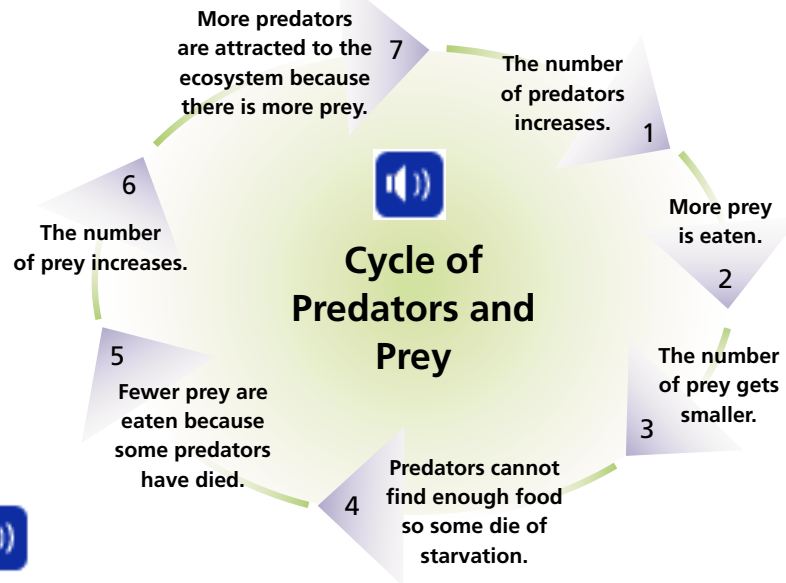 Cycle of
Predators and
Prey
The number
of predators
increases.
1
More prey
is eaten.
2
The number
of prey gets
smaller.
3
Predators cannot
find enough food
so some die of
starvation.
4
5
Fewer prey are
eaten because
some predators
have died.
6
The number
of prey increases.
More predators
are attracted to the
ecosystem because
there is more prey.
7